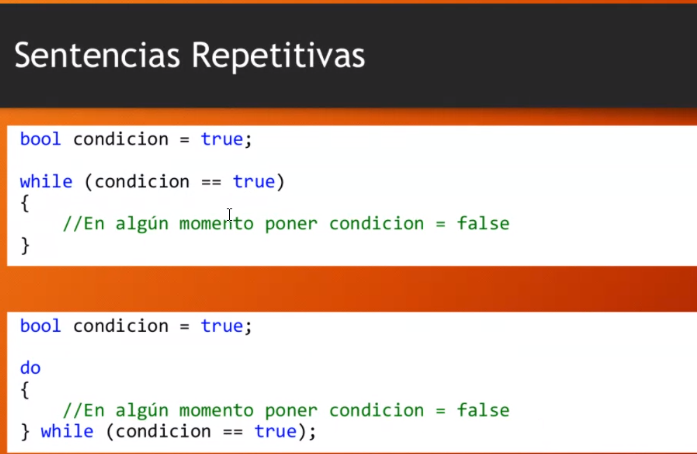 Sentencias Repetitivas
bool condicion = true;
while (condicion == true)
{
//En algún momento poner condicion = false
}
bool condicion = true;
do
{
//En algún momento poner condicion = false
} while (condicion == true);